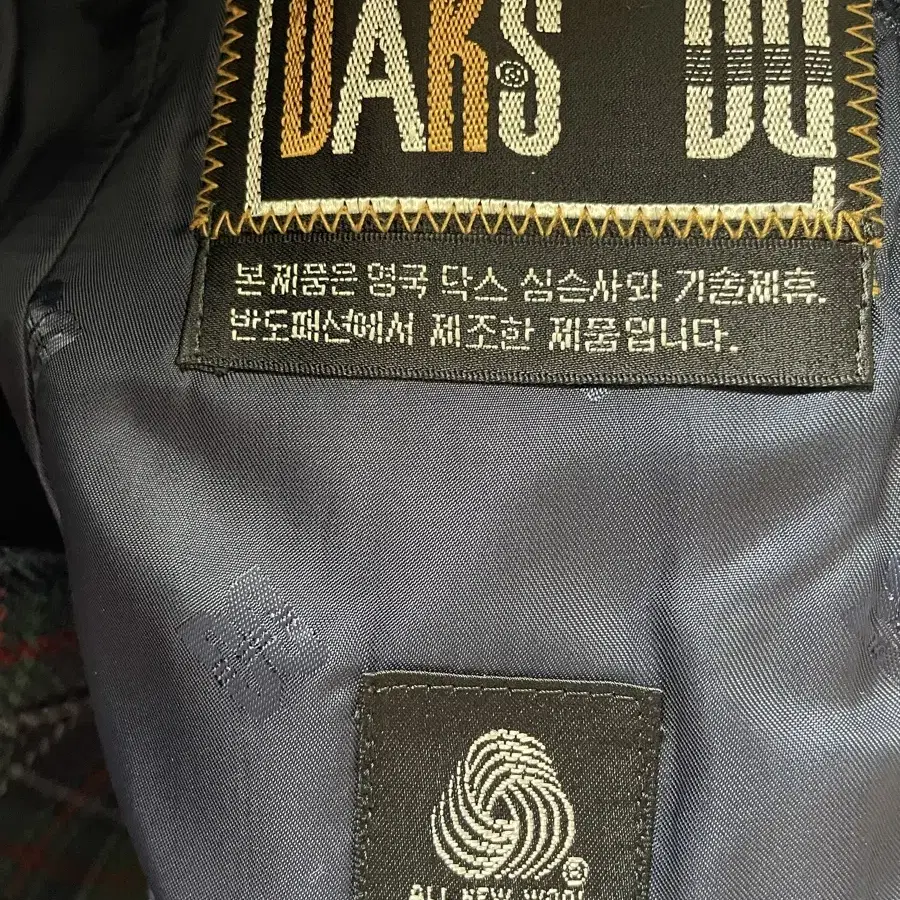 DAKS DD
본 제품은 영국 닥스 심슨사와 기술제휴.
반도패션에서 제조한 제품입니다.
ALL NEW WOOL